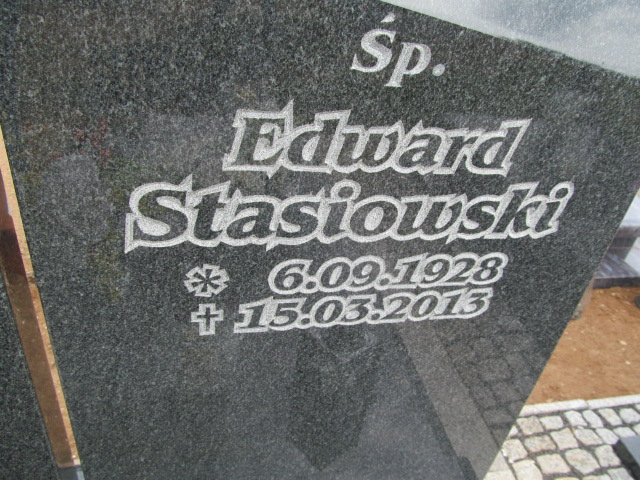 Śp.
Edward
Stasiowski
* 6.09.1928
✝ 15.03.2013